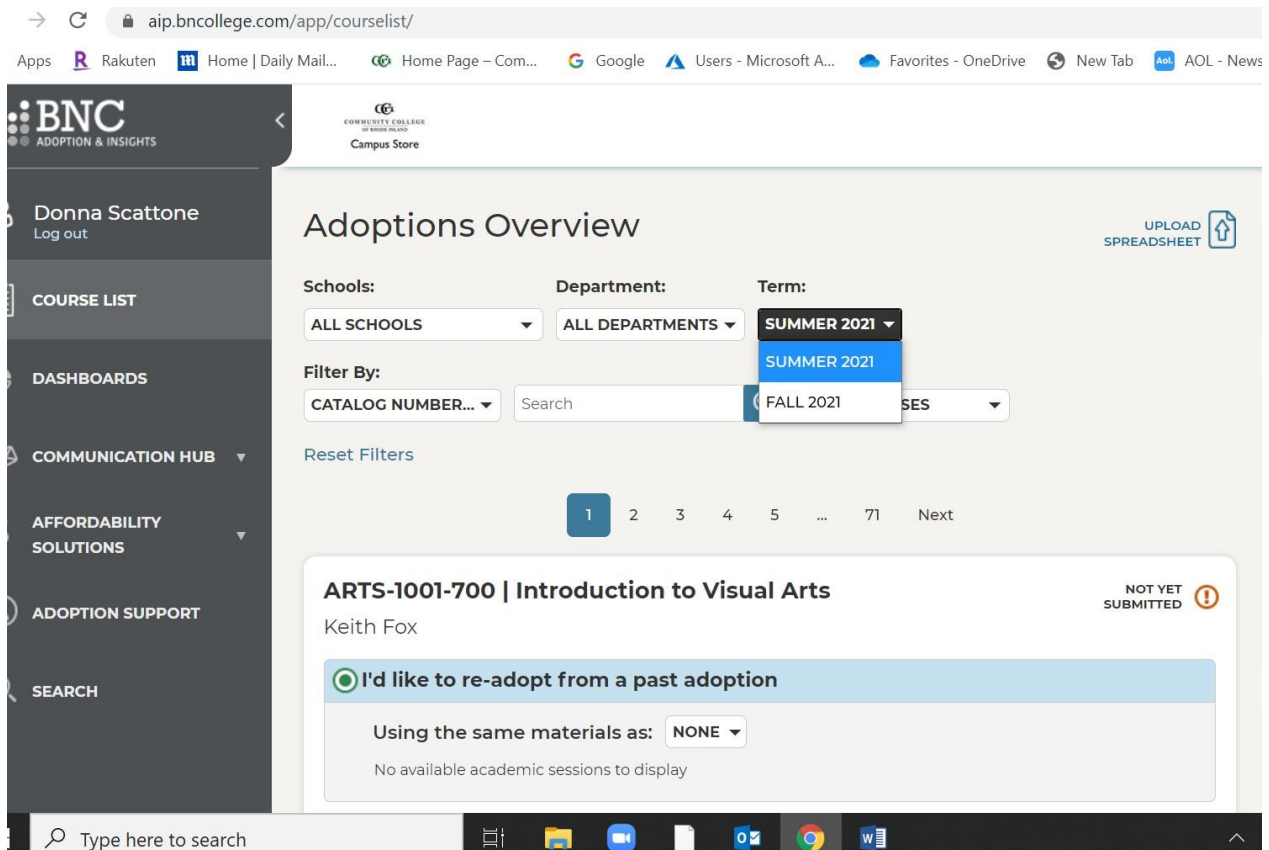 aip.bncollege.com/app/courselist/
Apps R Rakuten m Home | Daily Mail... Home Page – Com... G Google Users - Microsoft A... Favorites - OneDrive New Tab Aol. AOL - News
BNC
ADOPTION & INSIGHTS
COMMUNITY COLLEGE
OF RHODE ISLAND
Campus Store
Donna Scattone
Log out
COURSE LIST
DASHBOARDS
COMMUNICATION HUB
AFFORDABILITY
SOLUTIONS
ADOPTION SUPPORT
SEARCH
Adoptions Overview
UPLOAD
SPREADSHEET
Schools: Department: Term:
ALL SCHOOLS ALL DEPARTMENTS SUMMER 2021
SUMMER 2021
FALL 2021
Filter By:
CATALOG NUMBER... Search SES
Reset Filters
1 2 3 4 5 ... 71 Next
ARTS-1001-700 | Introduction to Visual Arts
NOT YET
SUBMITTED
Keith Fox
I'd like to re-adopt from a past adoption
Using the same materials as: NONE
No available academic sessions to display
Type here to search